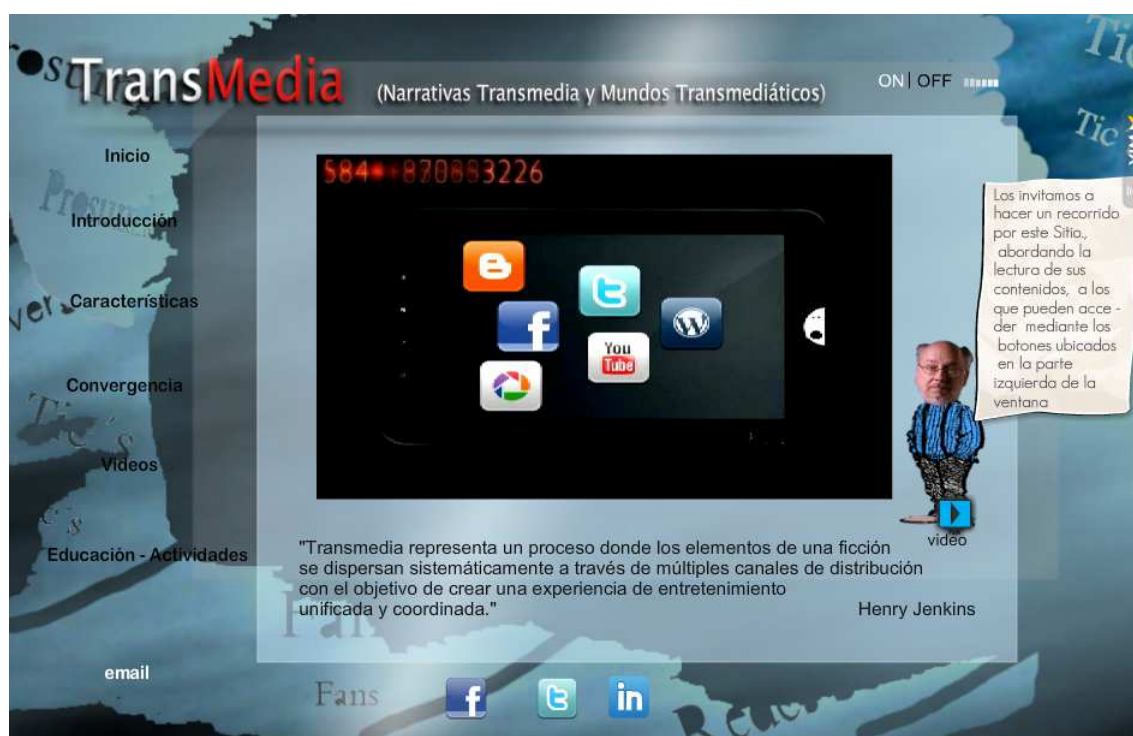 TransMedia
(Narrativas Transmedia y Mundos Transmediáticos)
ON | OFF
Tic
Tic
Inicio
Introducción
Características
Convergencia
Tic's
Videos
Educación - Actividades
email
You
Tube
Los invitamos a
hacer un recorrido
por este Sitio.,
abordando la
lectura de sus
contenidos, a los
que pueden acce -
der mediante los
botones ubicados
en la parte
izquierda de la
ventana
video
"Transmedia representa un proceso donde los elementos de una ficción
se dispersan sistemáticamente a través de múltiples canales de distribución
con el objetivo de crear una experiencia de entretenimiento
unificada y coordinada."
Henry Jenkins
Fans
Fans
in